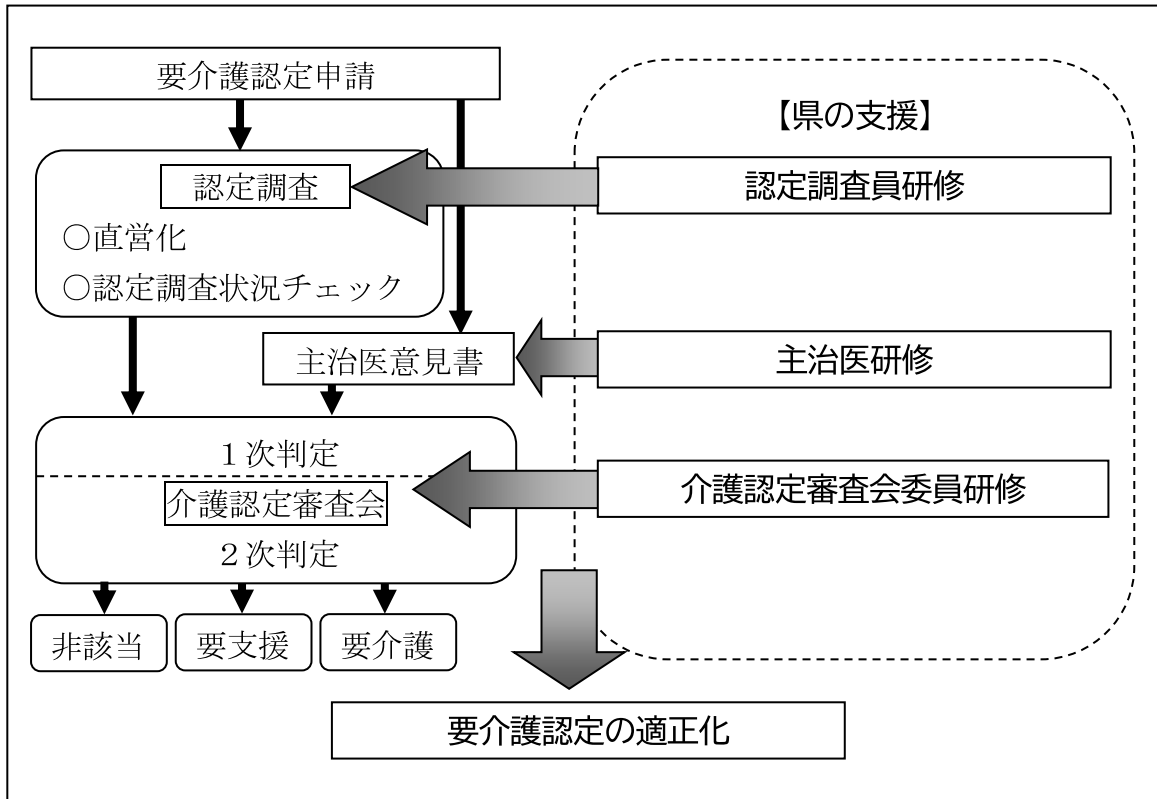 要介護認定申請
【県の支援】
認定調査
認定調査員研修
○直営化
○認定調査状況チェック
主治医意見書
主治医研修
１次判定
介護認定審査会
介護認定審査会委員研修
２次判定
非該当
要支援
要介護
要介護認定の適正化